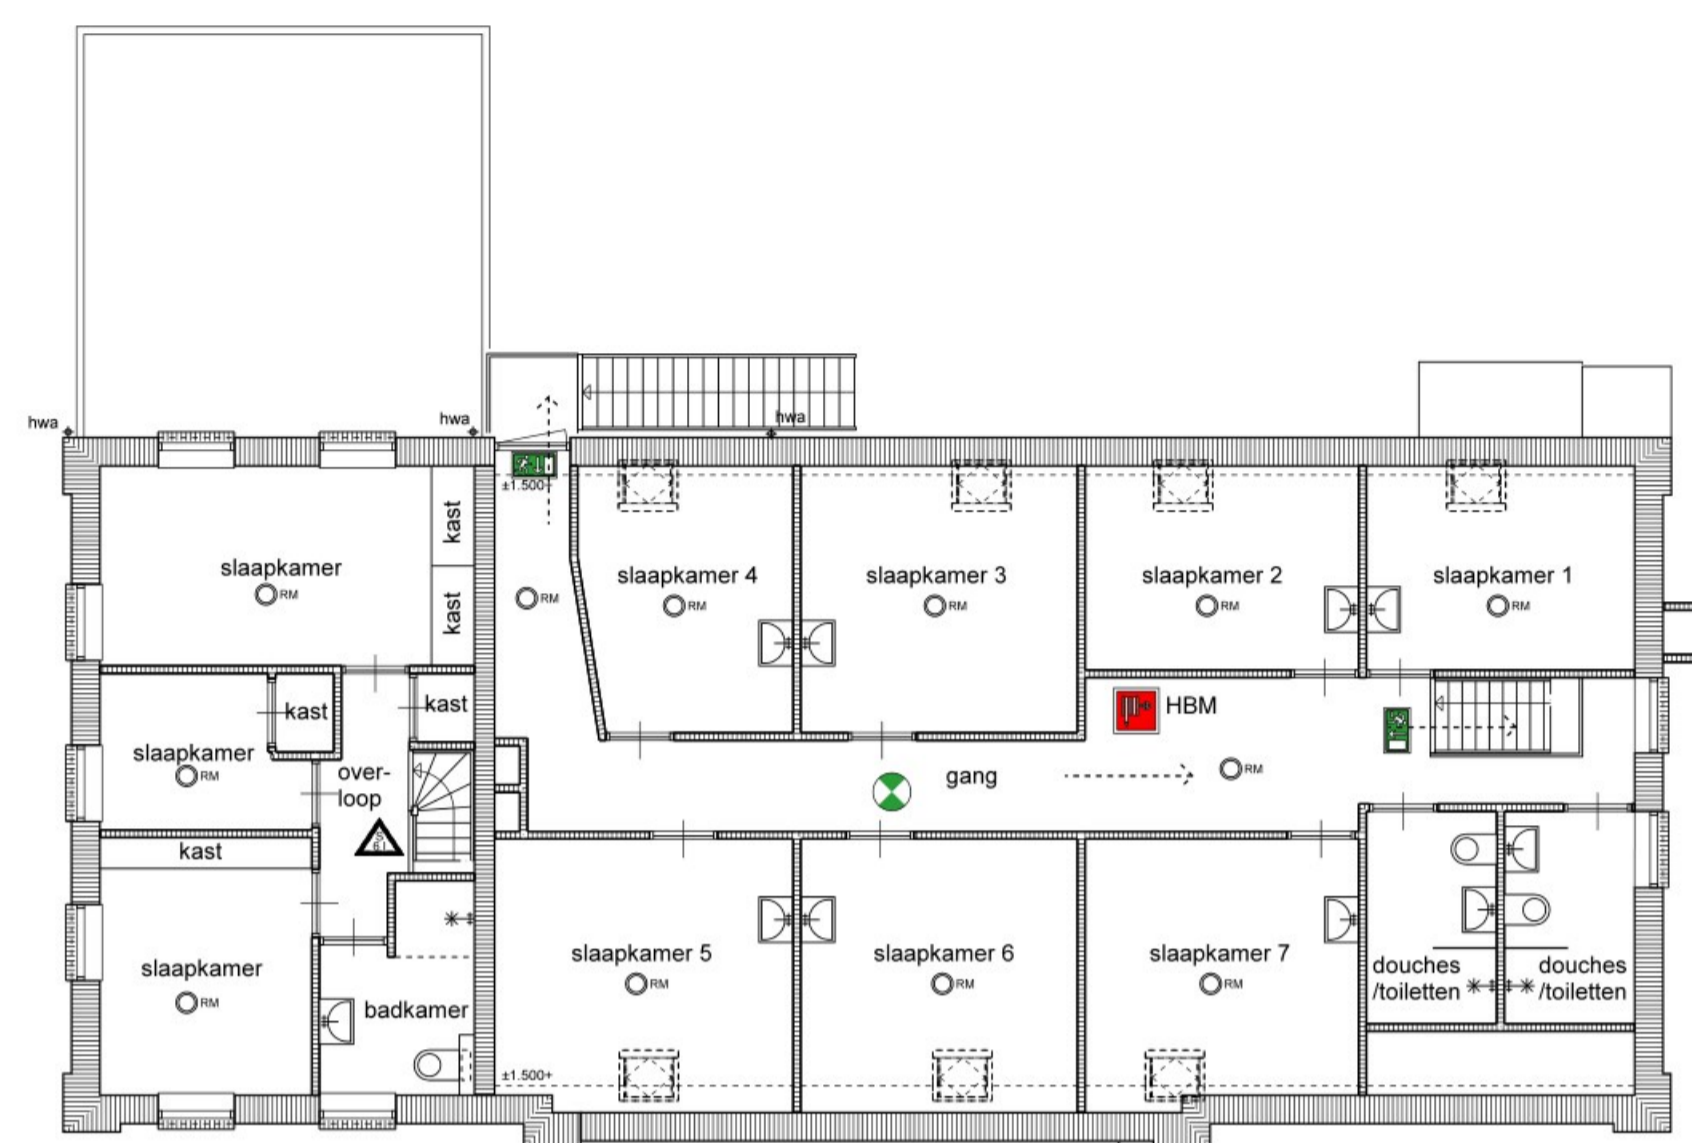 hwa
hwa
hwa
±1.500+
kast
slaapkamer
RM
kast
RM
slaapkamer 4
RM
slaapkamer 3
RM
slaapkamer 2
RM
slaapkamer 1
RM
kast
kast
slaapkamer
RM
over-
loop
HBM
gang
RM
kast
slaapkamer
RM
badkamer
slaapkamer 5
RM
slaapkamer 6
RM
slaapkamer 7
RM
douches
/toiletten
douches
/toiletten
±1.500+